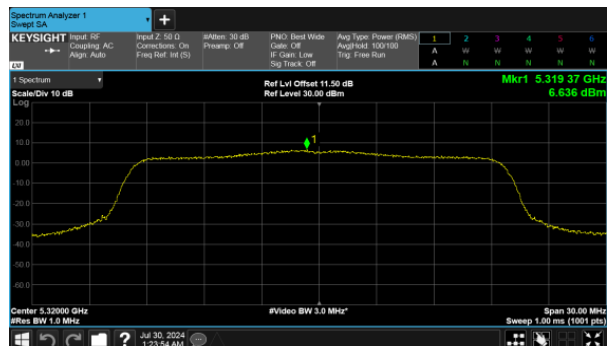 Spectrum Analyzer 1
Swept SA
+
KEYSIGHT Input: RF Input Z: 50 Ω #Atten: 30 dB PNO: Best Wide Avg Type: Power (RMS) 1 2 3 4 5 6
Coupling: AC Corrections: On Preamp: Off Gate: Off Avg|Hold: 100/100 A W W W W W
Align: Auto Freq Ref: Int (S) IF Gain: Low Trig: Free Run
Sig Track: Off A N N N N N
LXI
1 Spectrum Ref Lvl Offset 11.50 dB Mkr1 5.319 37 GHz
Scale/Div 10 dB Ref Level 30.00 dBm 6.636 dBm
Log
20.0
10.0
1
0.00
-10.0
-20.0
-30.0
-40.0
-50.0
-60.0
Center 5.32000 GHz #Video BW 3.0 MHz* Span 30.00 MHz
#Res BW 1.0 MHz Sweep 1.00 ms (1001 pts)
? Jul 30, 2024
1:23:54 AM